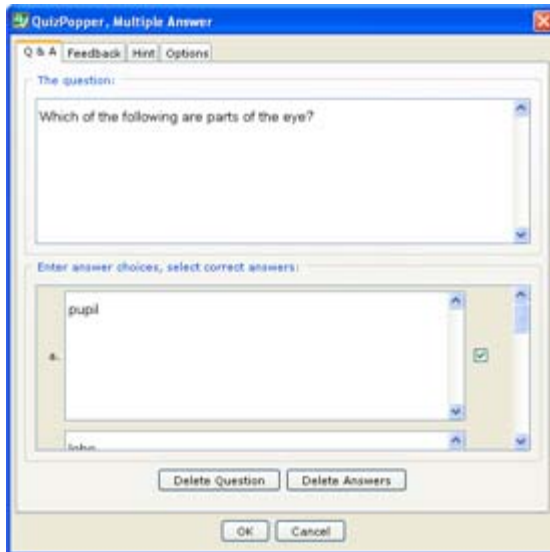 QuizPopper, Multiple Answer
Q & A Feedback Hint Options
The question:
Which of the following are parts of the eye?
Enter answer choices, select correct answers:
pupil
a.
Delete Question Delete Answers
OK Cancel